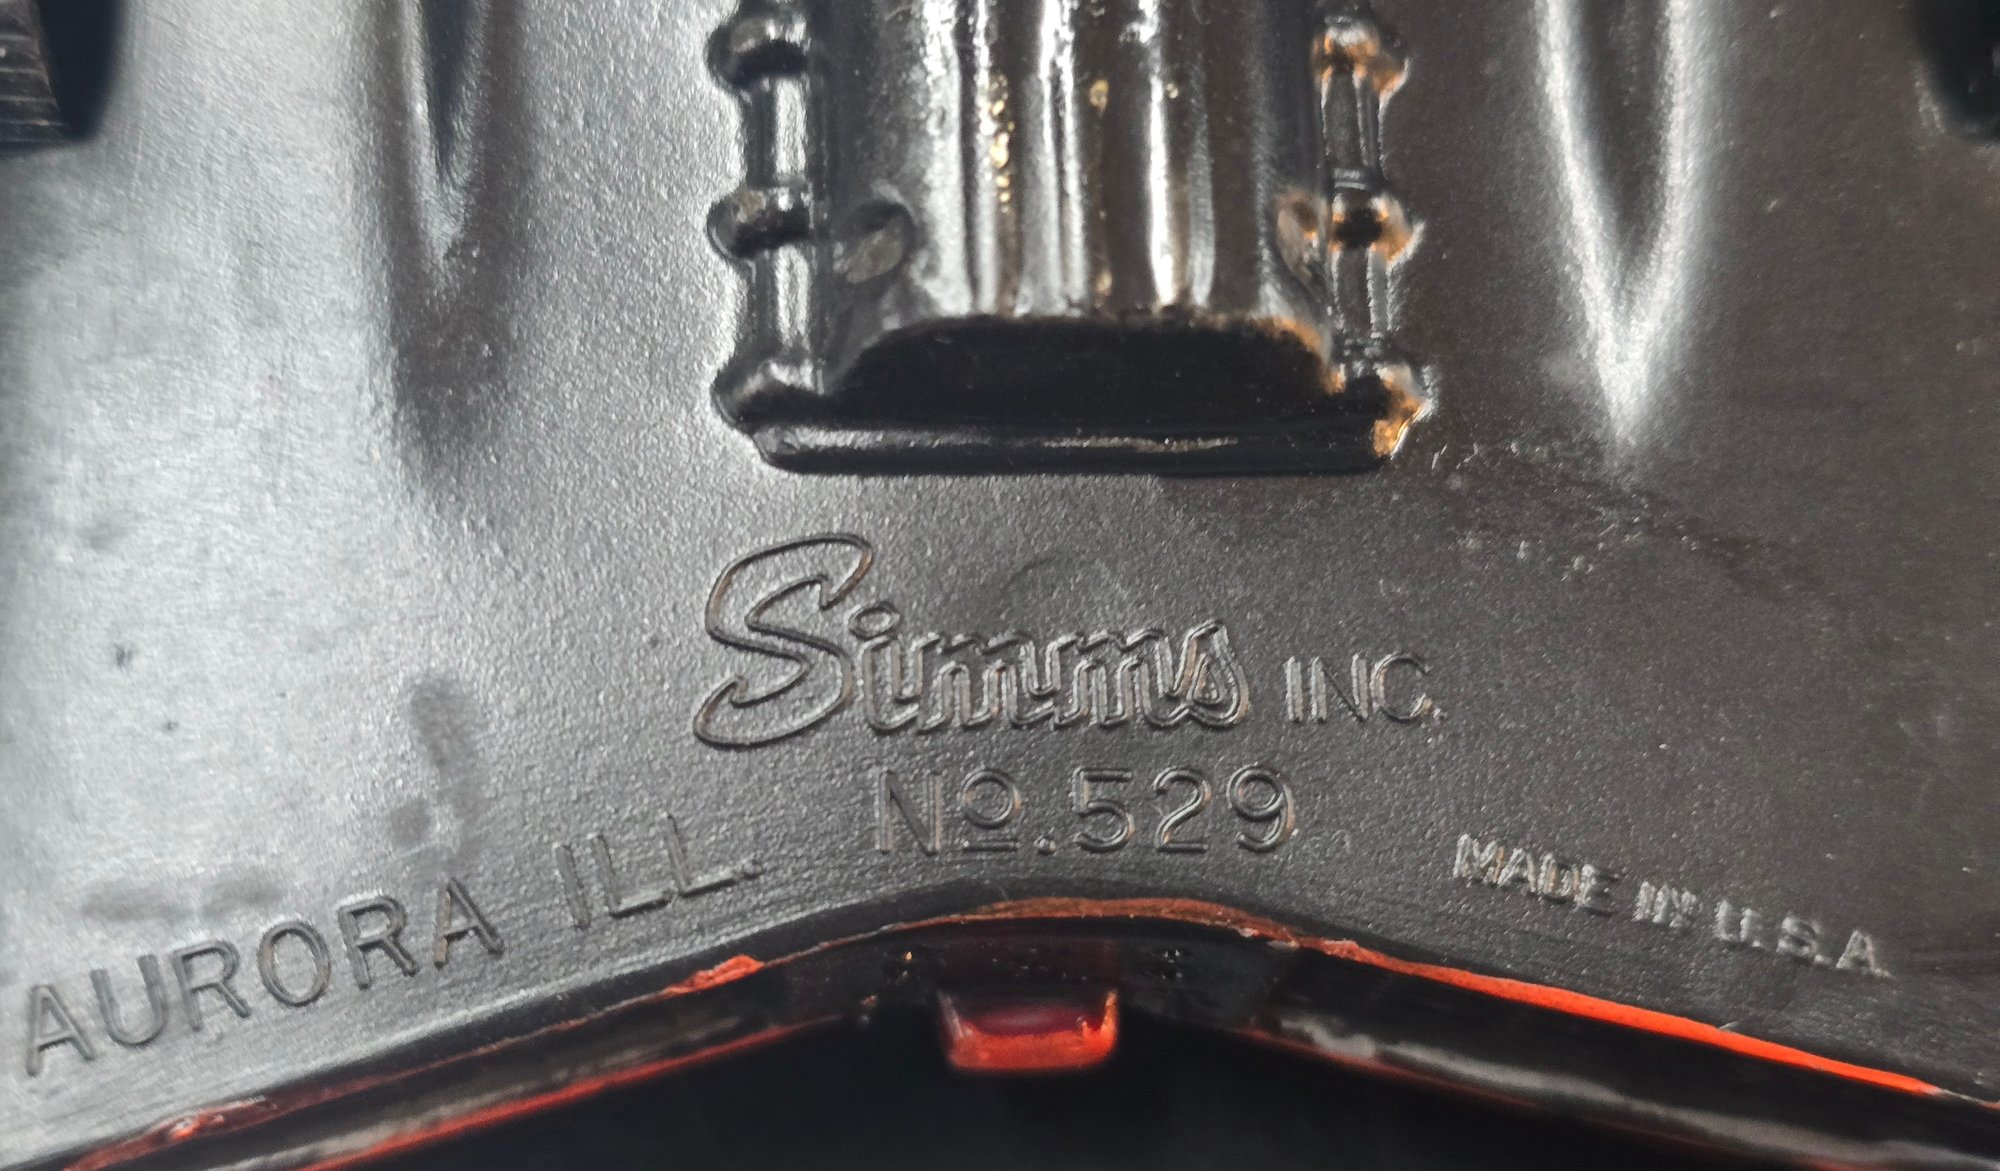 Simms INC.
Nº.529
AURORA ILL.
MADE IN U.S.A.